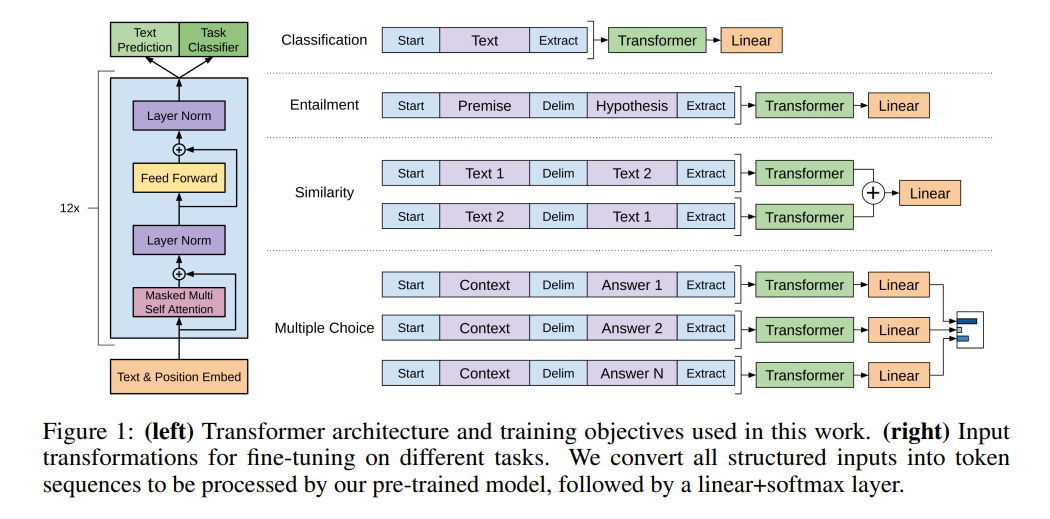 Text Prediction
Task Classifier
Layer Norm
Feed Forward
12x
Layer Norm
Masked Multi Self Attention
Text & Position Embed
Classification
Start Text Extract Transformer Linear
Entailment
Start Premise Delim Hypothesis Extract Transformer Linear
Similarity
Start Text 1 Delim Text 2 Extract Transformer
+ Linear
Start Text 2 Delim Text 1 Extract Transformer
Multiple Choice
Start Context Delim Answer 1 Extract Transformer Linear
Start Context Delim Answer 2 Extract Transformer Linear
Start Context Delim Answer N Extract Transformer Linear
Figure 1: (left) Transformer architecture and training objectives used in this work. (right) Input
transformations for fine-tuning on different tasks. We convert all structured inputs into token
sequences to be processed by our pre-trained model, followed by a linear+softmax layer.